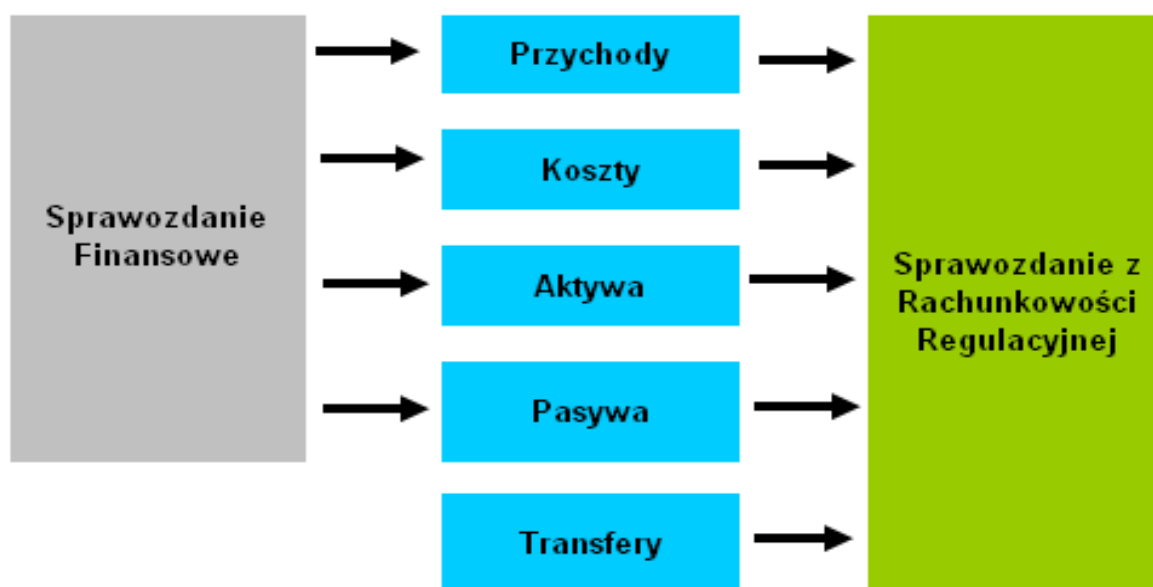 Sprawozdanie
Finansowe
Przychody
Koszty
Aktywa
Pasywa
Transfery
Sprawozdanie z
Rachunkowości
Regulacyjnej